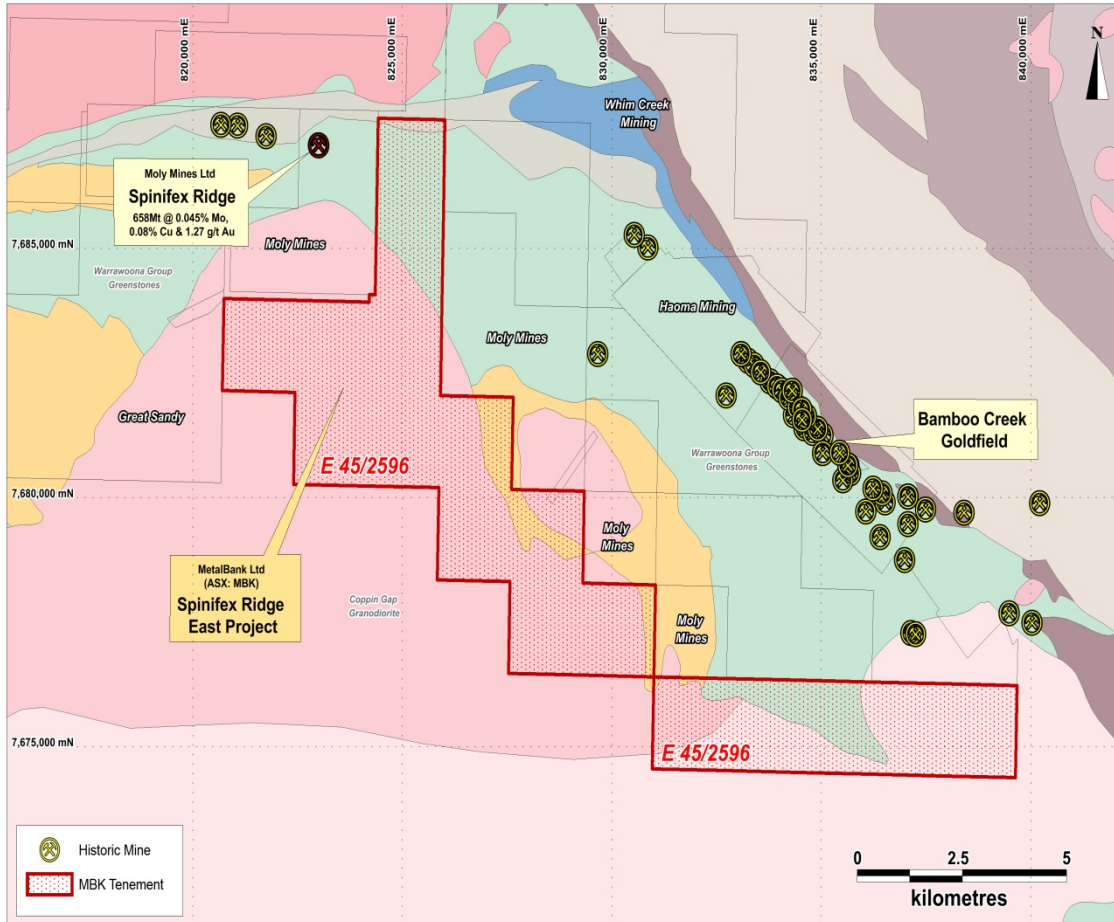 820,000 mE
825,000 mE
830,000 mE
835,000 mE
840,000 mE
N
Whim Creek
Mining
Moly Mines Ltd
Spinifex Ridge
658Mt @ 0.045% Mo,
0.08% Cu & 1.27 g/t Au
7,685,000 mN
Moly Mines
Warrawoona Group
Greenstones
Haoma Mining
Moly Mines
Great Sandy
Bamboo Creek
Goldfield
Warrawoona Group
Greenstones
E 45/2596
7,680,000 mN
Moly
Mines
MetalBank Ltd
(ASX: MBK)
Spinifex Ridge
East Project
Coppin Gap
Granodiorite
Moly
Mines
7,675,000 mN
E 45/2596
Historic Mine
MBK Tenement
0 2.5 5
kilometres